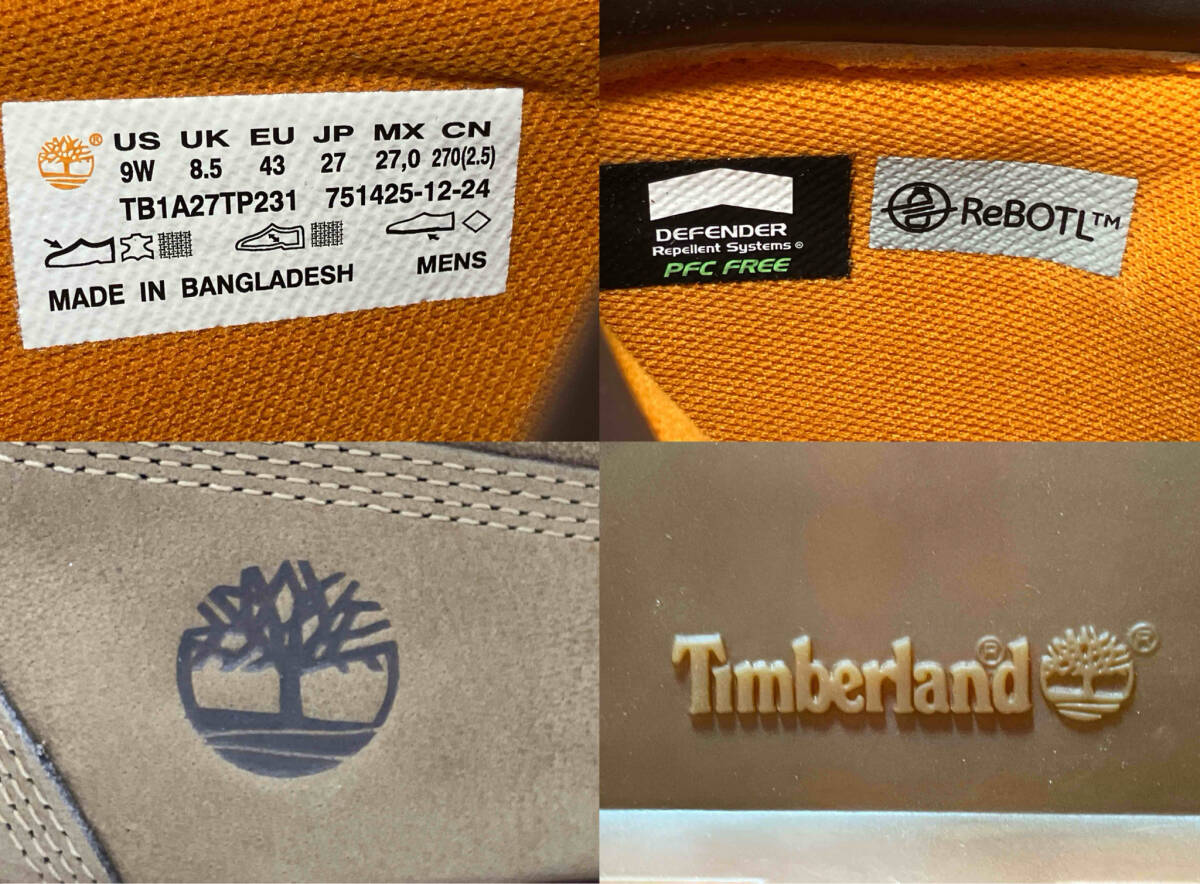 ® US UK EU JP MX CN
9W 8.5 43 27 27,0 270(2.5)
TB1A27TP231 751425-12-24
MADE IN BANGLADESH MENS
DEFENDER
Repellent Systems®
PFC FREE
ReBOTL™
Timberland® ®